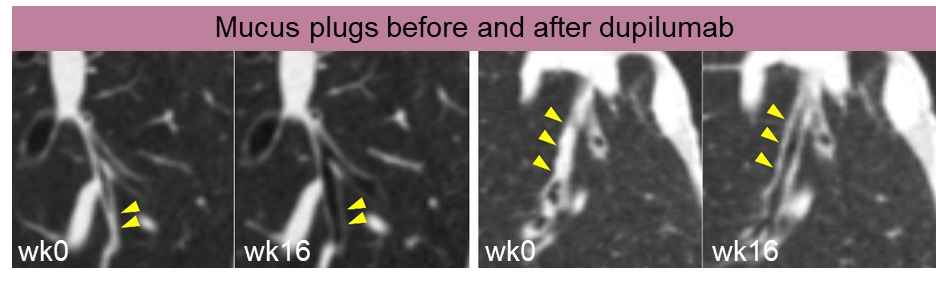 Mucus plugs before and after dupilumab
wk0
wk16
wk0
wk16